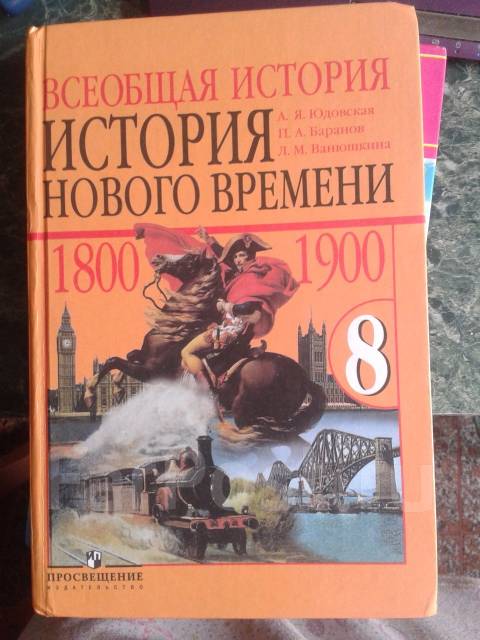 ВСЕОБЩАЯ ИСТОРИЯ
А. Я. Юдовская
П. А. Баранов
Л. М. Ванюшкина
ИСТОРИЯ
НОВОГО ВРЕМЕНИ
1800
1900
8
ПРОСВЕЩЕНИЕ
ИЗДАТЕЛЬСТВО